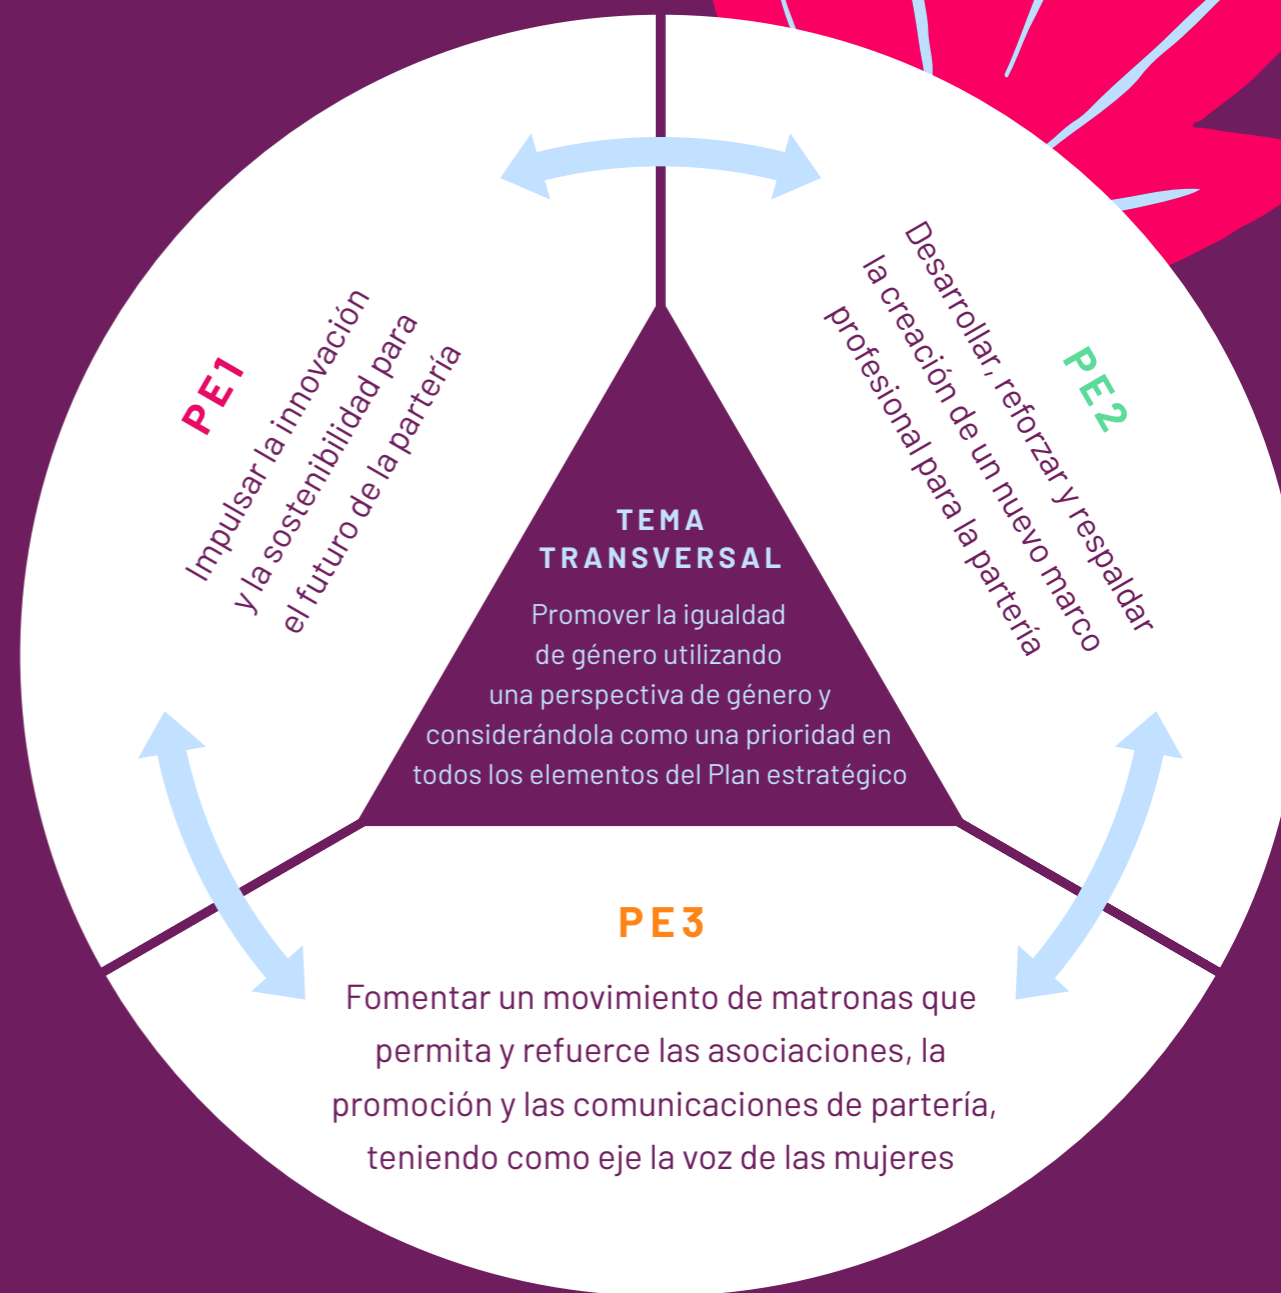 PE1
Impulsar la innovación
y la sostenibilidad para
el futuro de la partería
PE2
Desarrollar, reforzar y respaldar
la creación de un nuevo marco
profesional para la partería
TEMA
TRANSVERSAL
Promover la igualdad
de género utilizando
una perspectiva de género y
considerándola como una prioridad en
todos los elementos del Plan estratégico
PE3
Fomentar un movimiento de matronas que
permita y refuerce las asociaciones, la
promoción y las comunicaciones de partería,
teniendo como eje la voz de las mujeres